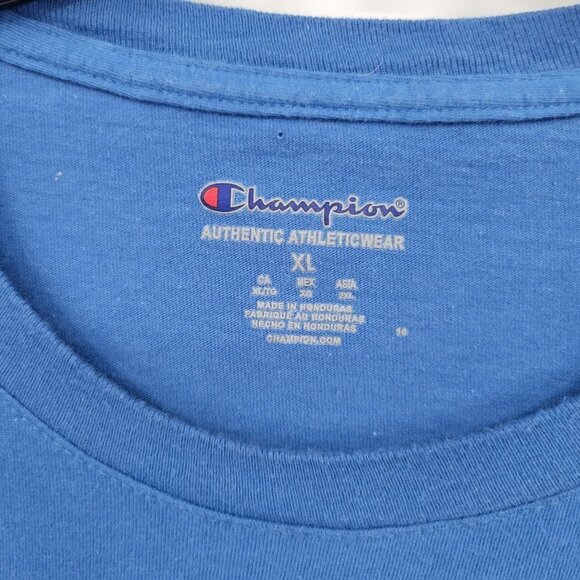 Champion®
AUTHENTIC ATHLETICWEAR
XL
CA MEX ASIA
XL/TG XG 2XL
MADE IN HONDURAS
FABRIQUÉ AU HONDURAS
HECHO EN HONDURAS
CHAMPION.COM
10